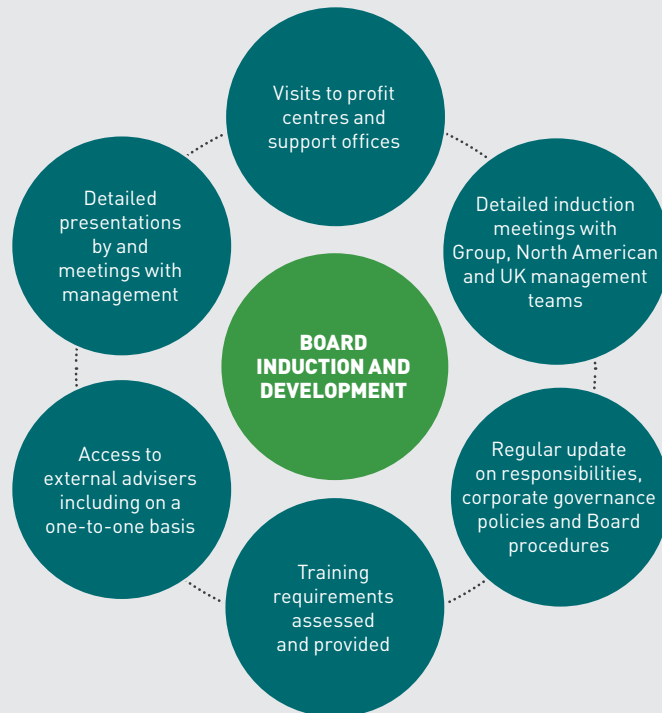 Visits to profit
centres and
support offices
Detailed induction
meetings with
Group, North American
and UK management
teams
Regular update
on responsibilities,
corporate governance
policies and Board
procedures
Training
requirements
assessed
and provided
Access to
external advisers
including on a
one-to-one basis
Detailed
presentations
by and
meetings with
management
BOARD
INDUCTION AND
DEVELOPMENT